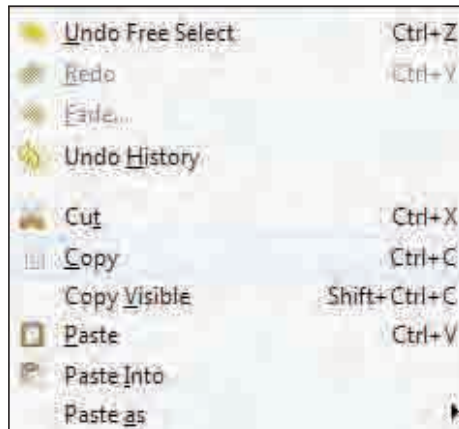 Undo Free Select Ctrl+Z
Redo Ctrl+Y
Fade...
Undo History
Cut Ctrl+X
Copy Ctrl+C
Copy Visible Shift+Ctrl+C
Paste Ctrl+V
Paste Into
Paste as